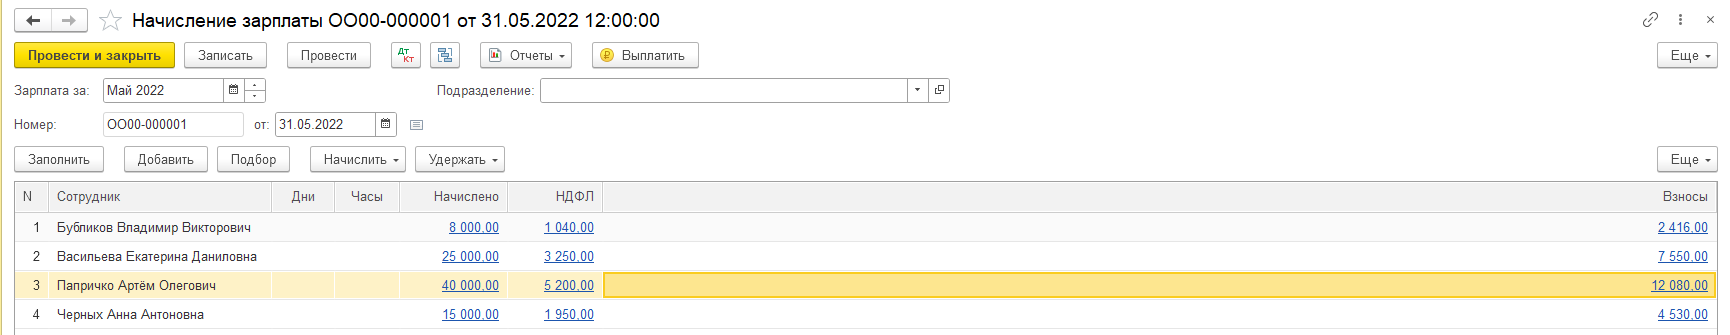 Начисление зарплаты ОО00-000001 от 31.05.2022 12:00:00
Провести и закрыть Записать Провести Дт Кт Отчеты Выплатить Еще
Зарплата за: Май 2022 Подразделение:
Номер: ОО00-000001 от: 31.05.2022
Заполнить Добавить Подбор Начислить Удержать Еще
N Сотрудник Дни Часы Начислено НДФЛ Взносы
1 Бубликов Владимир Викторович 8 000,00 1 040,00 2 416,00
2 Васильева Екатерина Даниловна 25 000,00 3 250,00 7 550,00
3 Папричко Артём Олегович 40 000,00 5 200,00 12 080,00
4 Черных Анна Антоновна 15 000,00 1 950,00 4 530,00